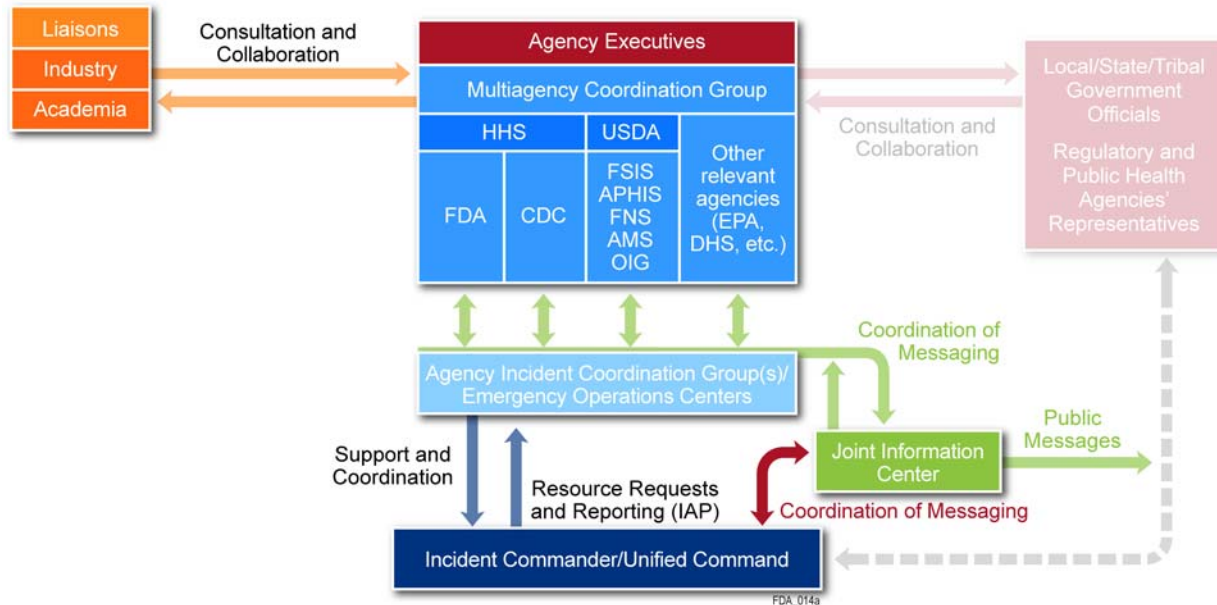 Liaisons
Industry
Academia
Consultation and
Collaboration
Agency Executives
Multiagency Coordination Group
HHS
USDA
FDA
CDC
FSIS
APHIS
FNS
AMS
OIG
Other
relevant
agencies
(EPA,
DHS, etc.)
Consultation and
Collaboration
Local/State/Tribal
Government
Officials
Regulatory and
Public Health
Agencies’
Representatives
Agency Incident Coordination Group(s)/
Emergency Operations Centers
Coordination of
Messaging
Joint Information
Center
Public
Messages
Support and
Coordination
Resource Requests
and Reporting (IAP)
Coordination of Messaging
Incident Commander/Unified Command
FDA_014a